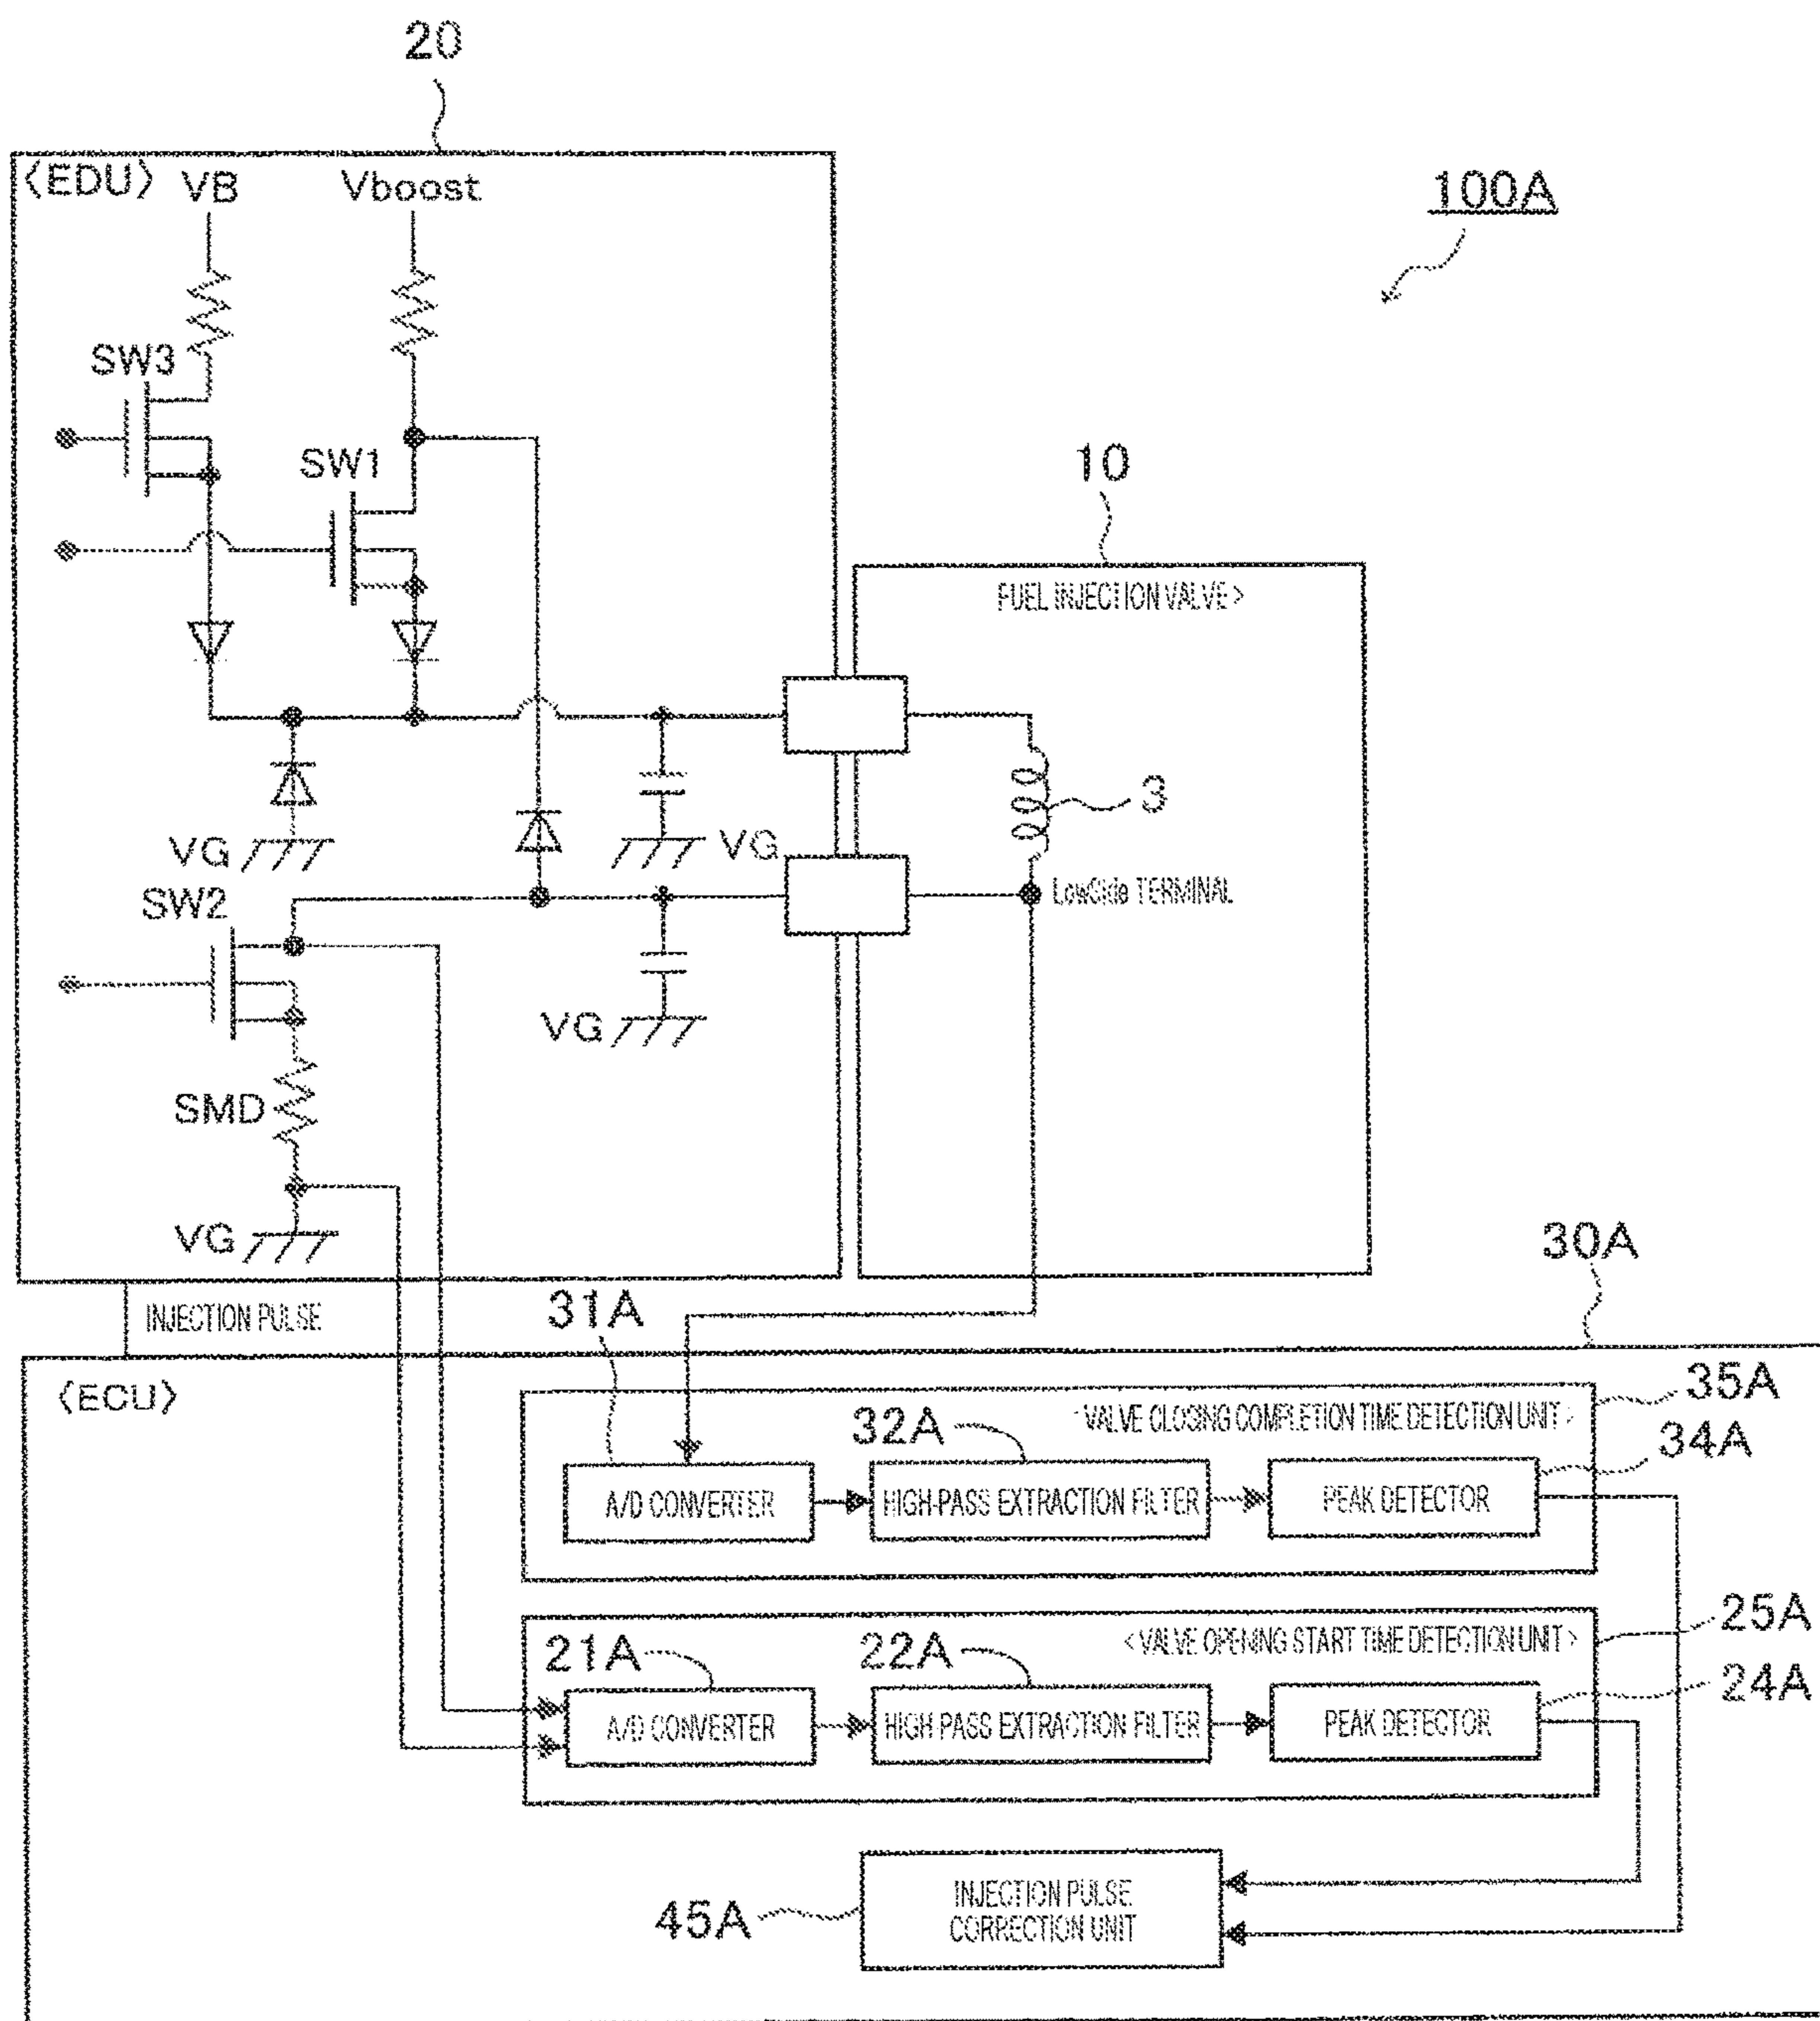 20
〈EDU〉 VB Vboost
100A
SW3
SW1
10
FUEL INJECTION VALVE>
3
VG
VG
SW2
LowSide TERMINAL
VG
SMD
VG
30A
INJECTION PULSE
31A
〈ECU〉
35A
<VALVE CLOSING COMPLETION TIME DETECTION UNIT>
32A
34A
A/D CONVERTER
HIGH-PASS EXTRACTION FILTER
PEAK DETECTOR
25A
<VALVE OPENING START TIME DETECTION UNIT>
21A
22A
24A
A/D CONVERTER
HIGH PASS EXTRACTION FILTER
PEAK DETECTOR
INJECTION PULSE
CORRECTION UNIT
45A